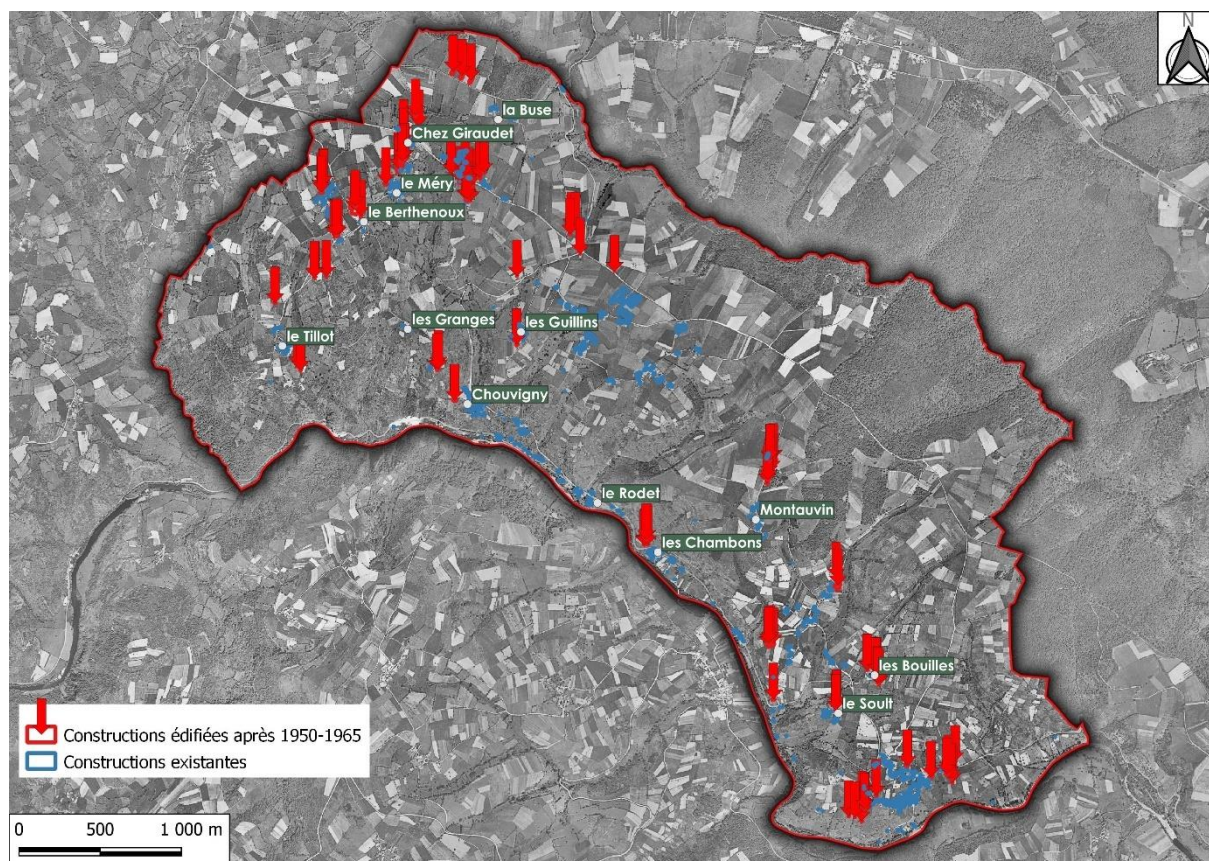 N
la Buse
Chez Giraudet
le Méry
le Berthenoux
les Granges
les Guillins
le Tillot
Chouvigny
le Rodet
Montauvin
les Chambons
les Bouilles
le Soult
Constructions édifiées après 1950-1965
Constructions existantes
0 500 1 000 m